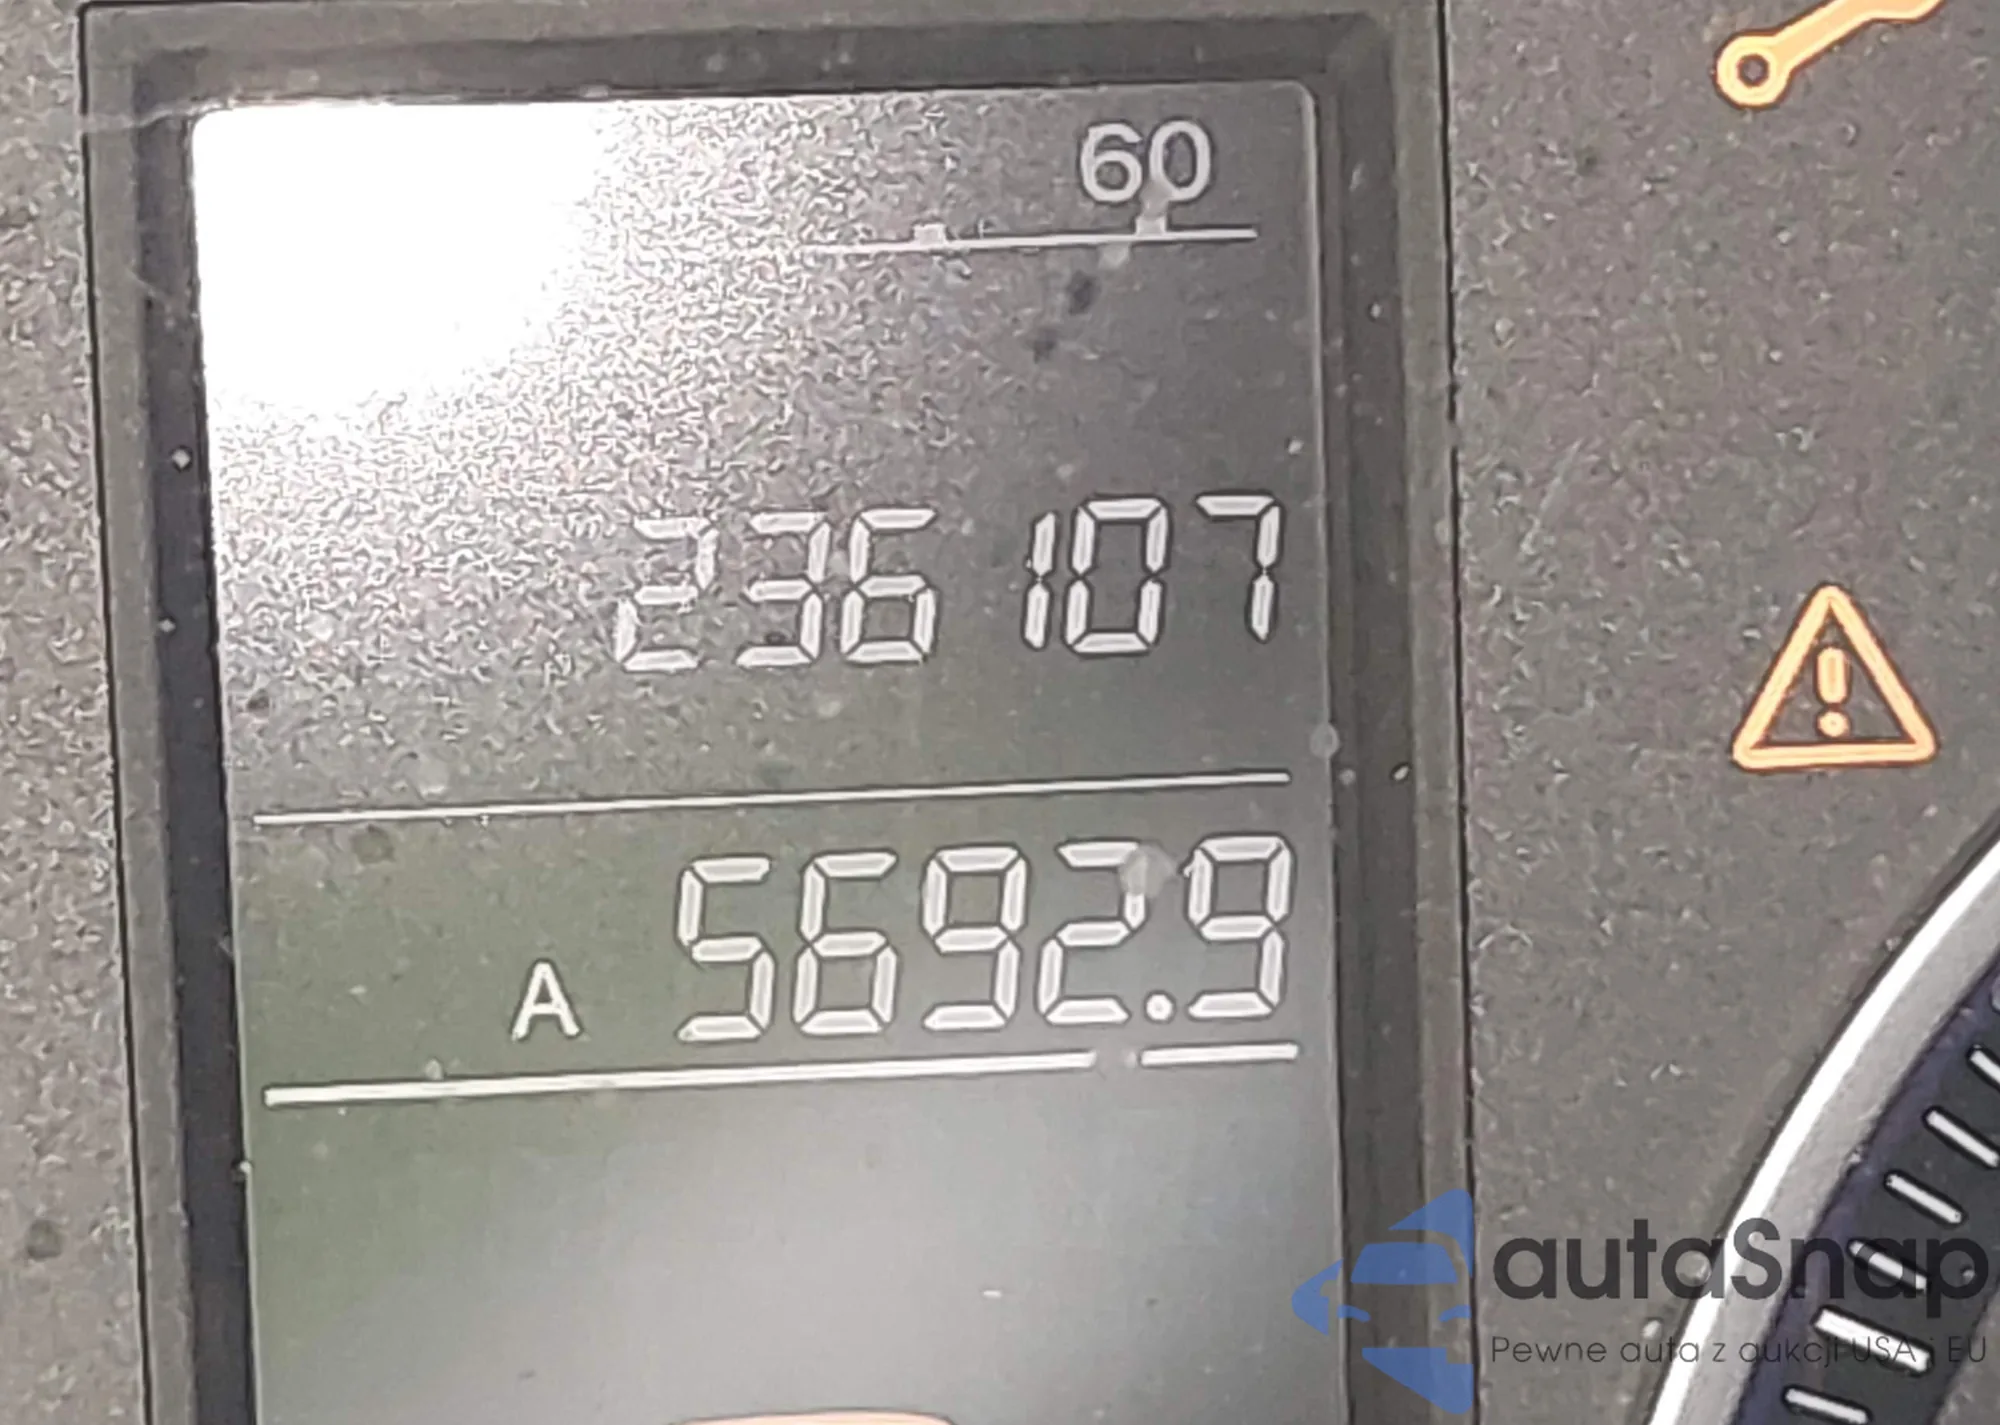 60
236107
A 5692.9
autaSnap
Pewne auta z aukcji USA i EU